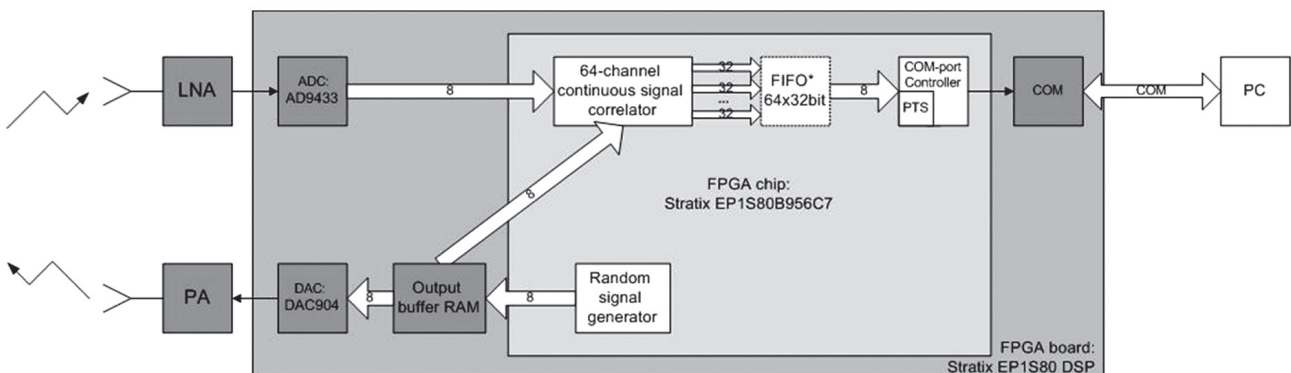 LNA
ADC:
AD9433
8
64-channel
continuous signal
correlator
32
32
...
32
FIFO*
64x32bit
8
COM-port
Controller
PTS
COM
COM
PC
8
FPGA chip:
Stratix EP1S80B956C7
PA
DAC:
DAC904
8
Output
buffer RAM
8
Random
signal
generator
FPGA board:
Stratix EP1S80 DSP